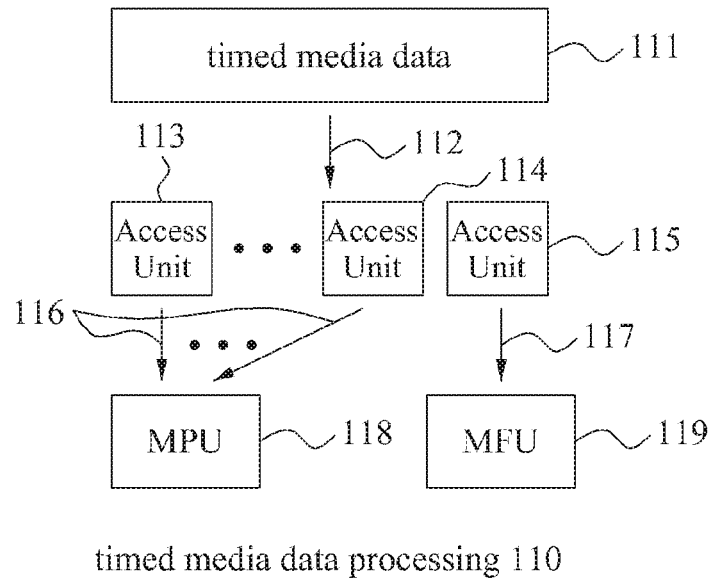 timed media data
111
112
113
114
Access Unit
Access Unit
Access Unit
115
116
117
MPU
118
MFU
119
timed media data processing 110